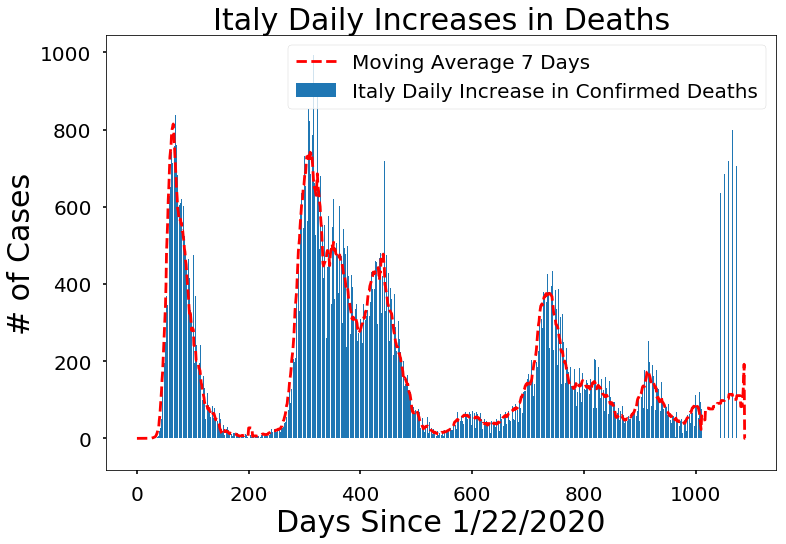 Italy Daily Increases in Deaths
Moving Average 7 Days
Italy Daily Increase in Confirmed Deaths
# of Cases
1000
800
600
400
200
0
0 200 400 600 800 1000
Days Since 1/22/2020